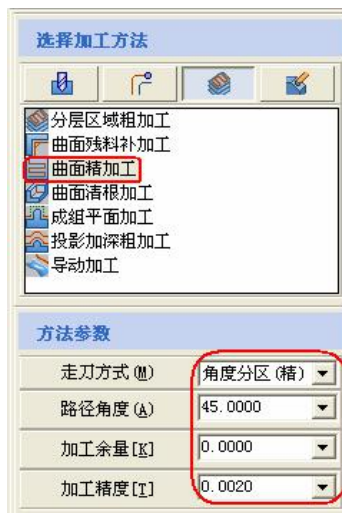 选择加工方法
分层区域粗加工
曲面残料补加工
曲面精加工
曲面清根加工
成组平面加工
投影加深粗加工
导动加工
方法参数
走刀方式(M) 角度分区(精)
路径角度(A) 45.0000
加工余量[K] 0.0000
加工精度[T] 0.0020